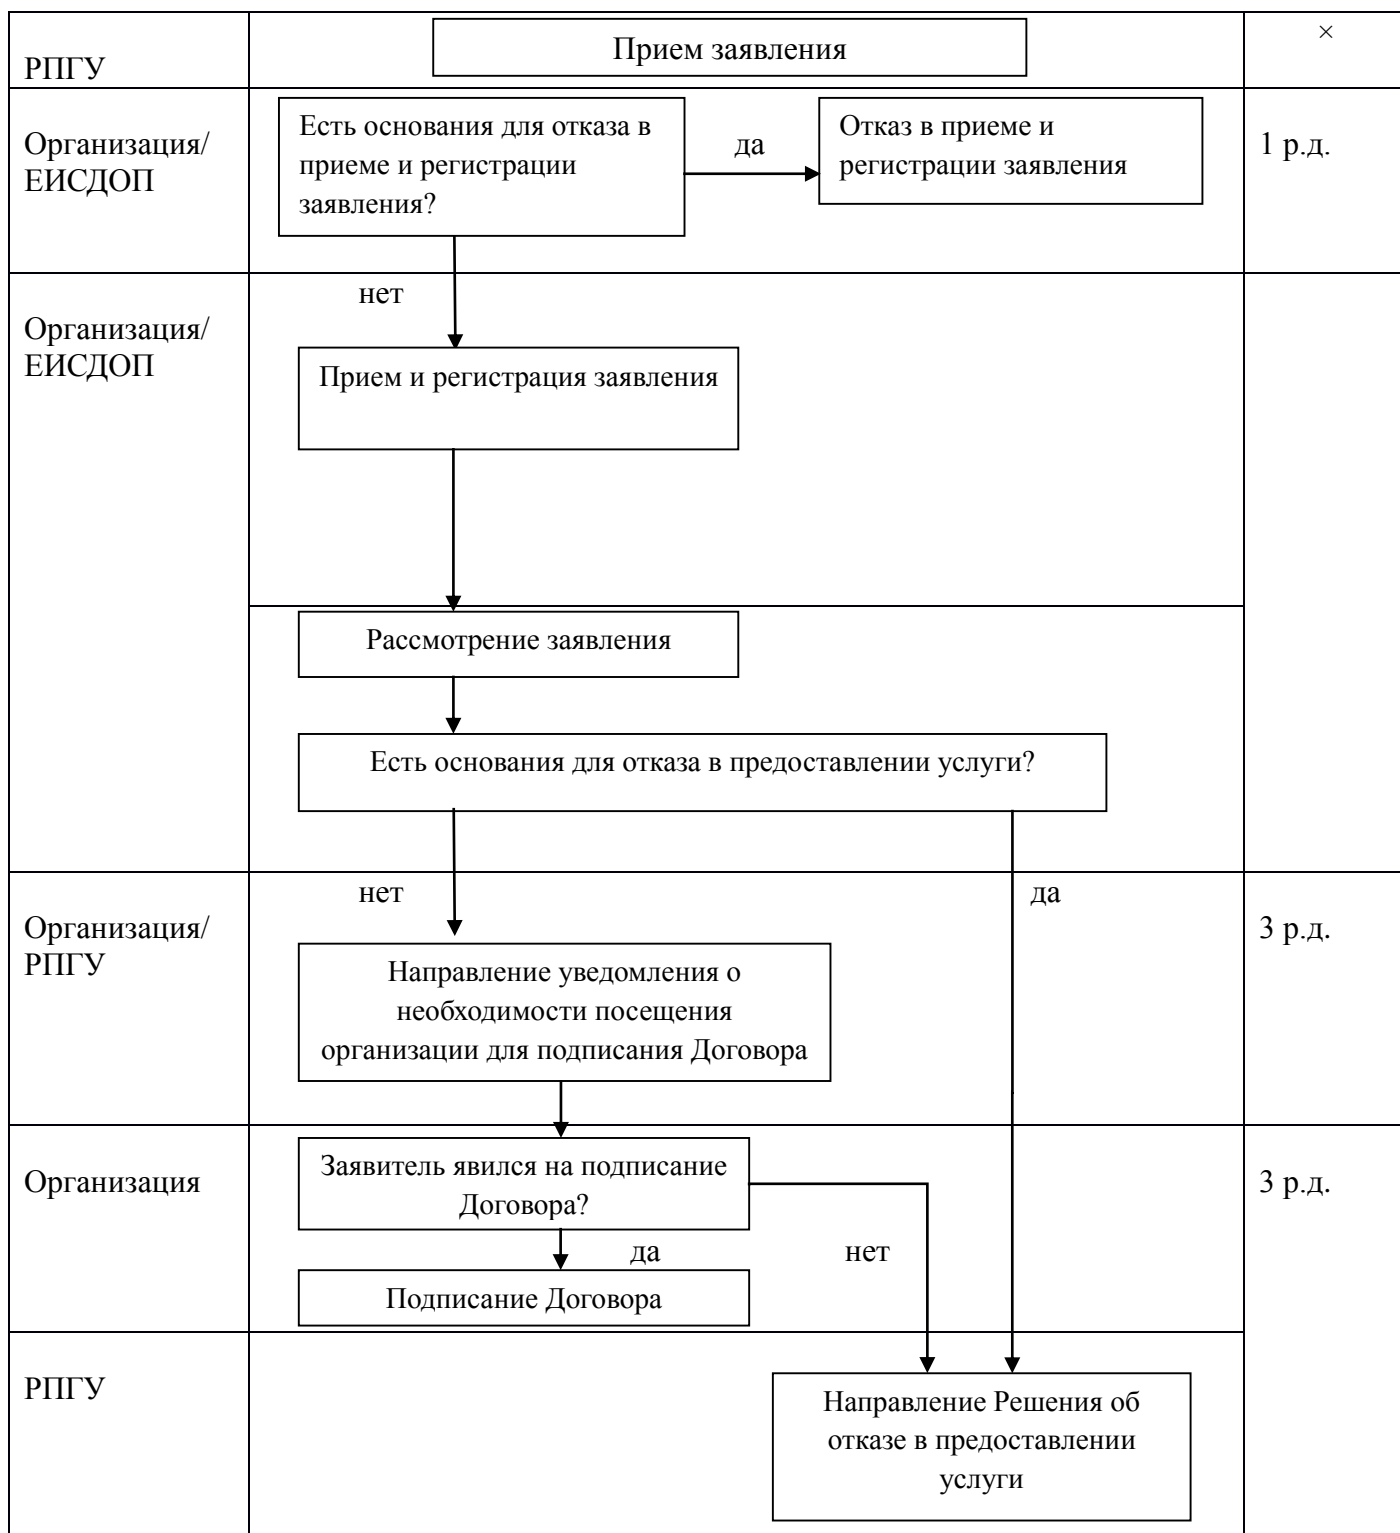 РПГУ
Прием заявления
×
Организация/
ЕИСДОП
Есть основания для отказа в
приеме и регистрации
заявления?
да
Отказ в приеме и
регистрации заявления
1 р.д.
нет
Организация/
ЕИСДОП
Прием и регистрация заявления
Рассмотрение заявления
Есть основания для отказа в предоставлении услуги?
нет
да
Организация/
РПГУ
3 р.д.
Направление уведомления о
необходимости посещения
организации для подписания Договора
Организация
Заявитель явился на подписание
Договора?
3 р.д.
да
нет
Подписание Договора
РПГУ
Направление Решения об
отказе в предоставлении
услуги